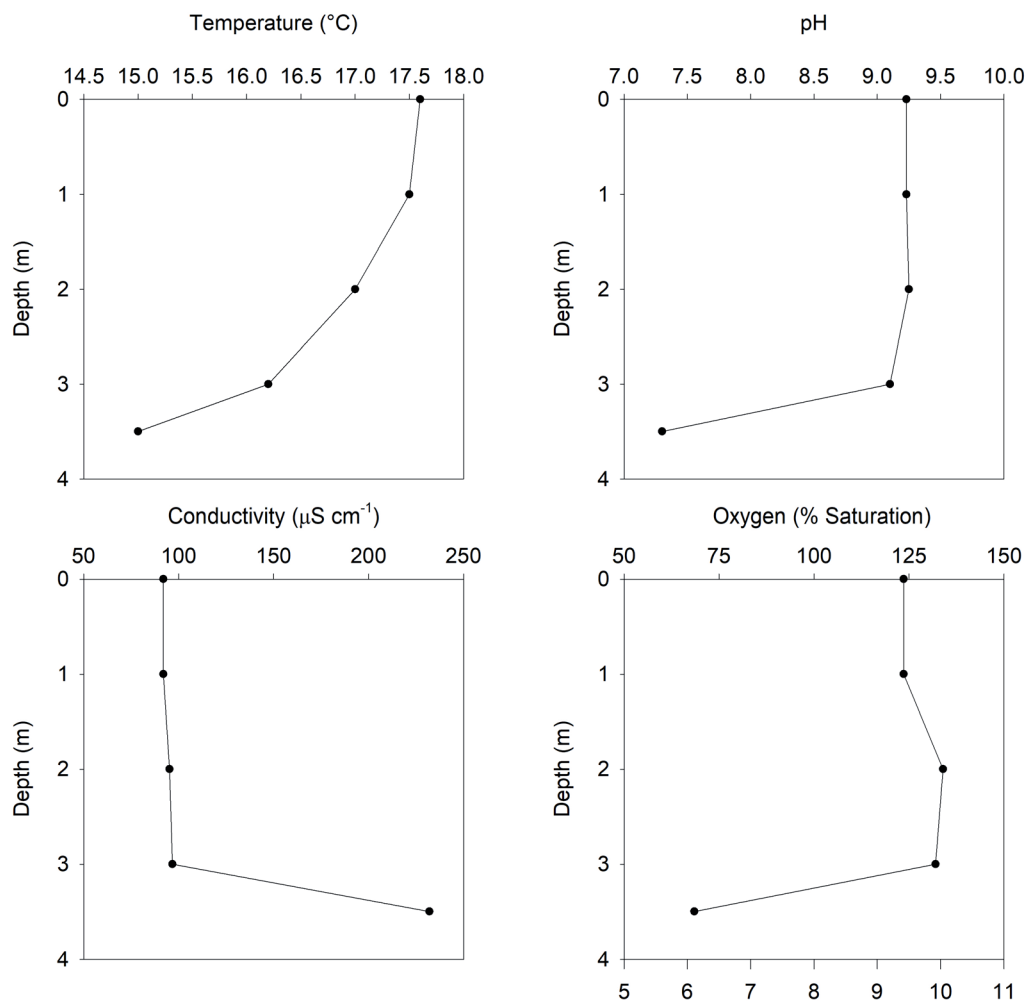 Temperature (°C)
14.5 15.0 15.5 16.0 16.5 17.0 17.5 18.0
0
1
2
3
4
Depth (m)
pH
7.0 7.5 8.0 8.5 9.0 9.5 10.0
0
1
2
3
4
Depth (m)
Conductivity (μS cm⁻¹)
50 100 150 200 250
0
1
2
3
4
Depth (m)
Oxygen (% Saturation)
50 75 100 125 150
0
1
2
3
4
Depth (m)
5 6 7 8 9 10 11